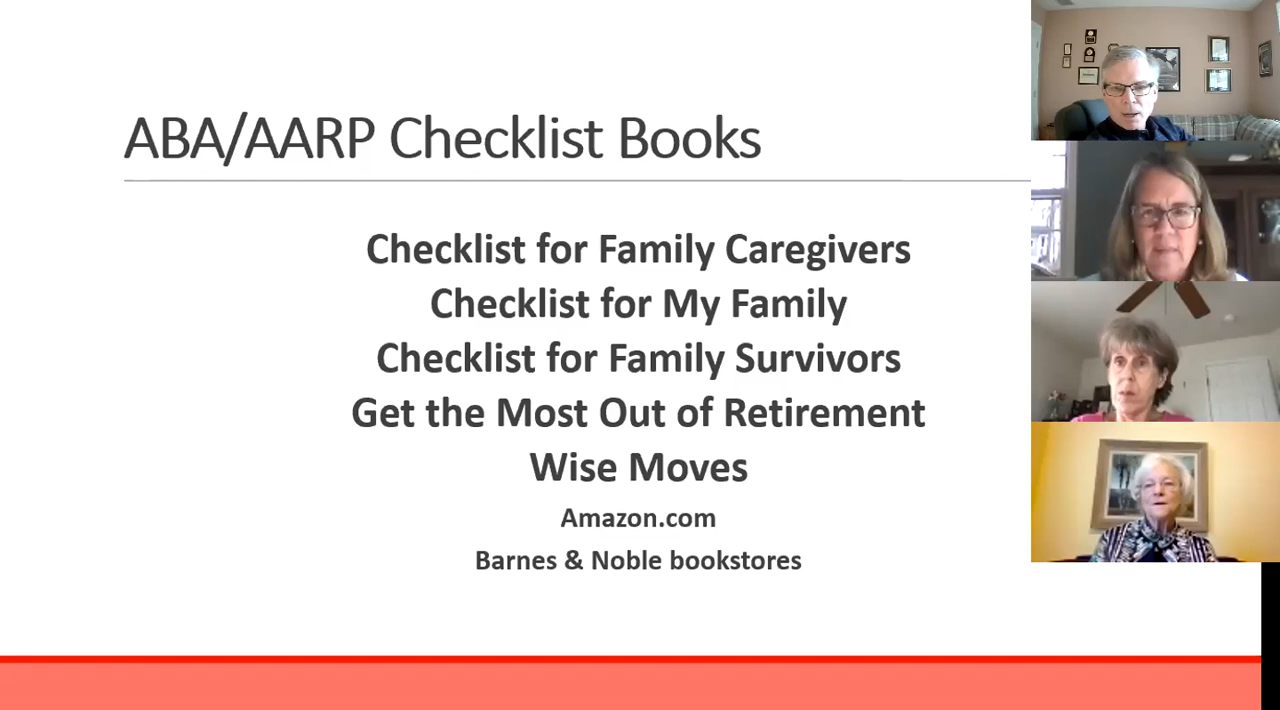 ABA/AARP Checklist Books
Checklist for Family Caregivers
Checklist for My Family
Checklist for Family Survivors
Get the Most Out of Retirement
Wise Moves
Amazon.com
Barnes & Noble bookstores